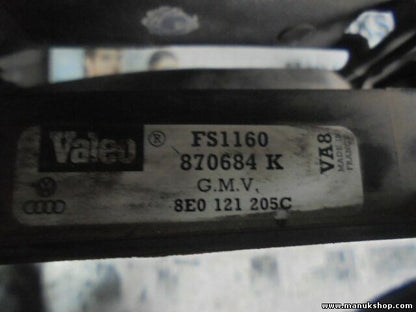 Valeo ®
FS1160
870684 K
G.M.V,
8E0 121 205C
VA8
MADE IN
FRANCE
www.manukshop.com